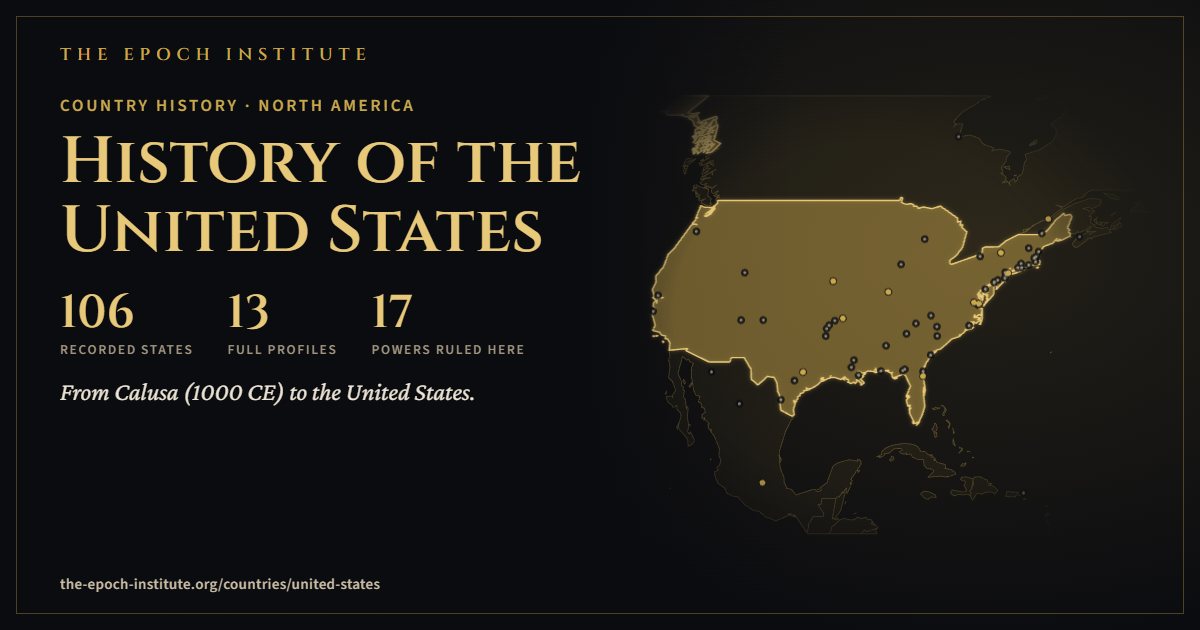 THE EPOCH INSTITUTE
COUNTRY HISTORY · NORTH AMERICA
HISTORY OF THE
UNITED STATES
106 13 17
RECORDED STATES FULL PROFILES POWERS RULED HERE
From Calusa (1000 CE) to the United States.
the-epoch-institute.org/countries/united-states